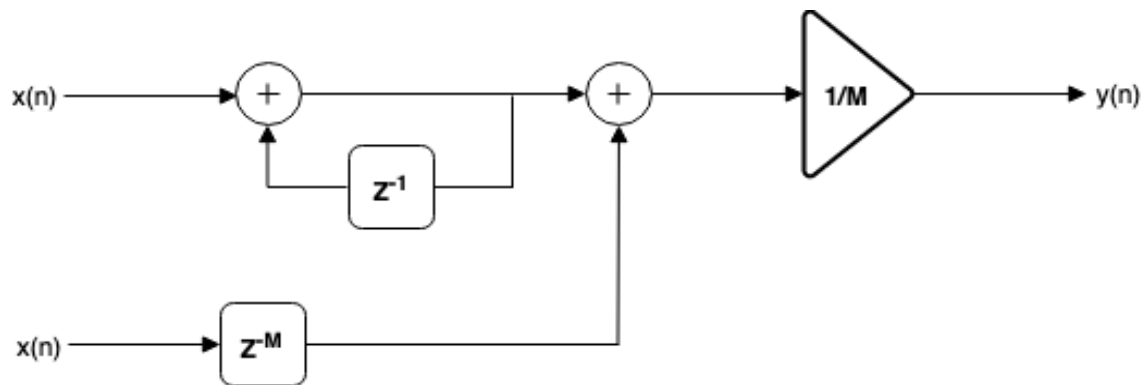 x(n)
+
+
1/M
y(n)
Z⁻¹
x(n)
Z⁻ᴹ